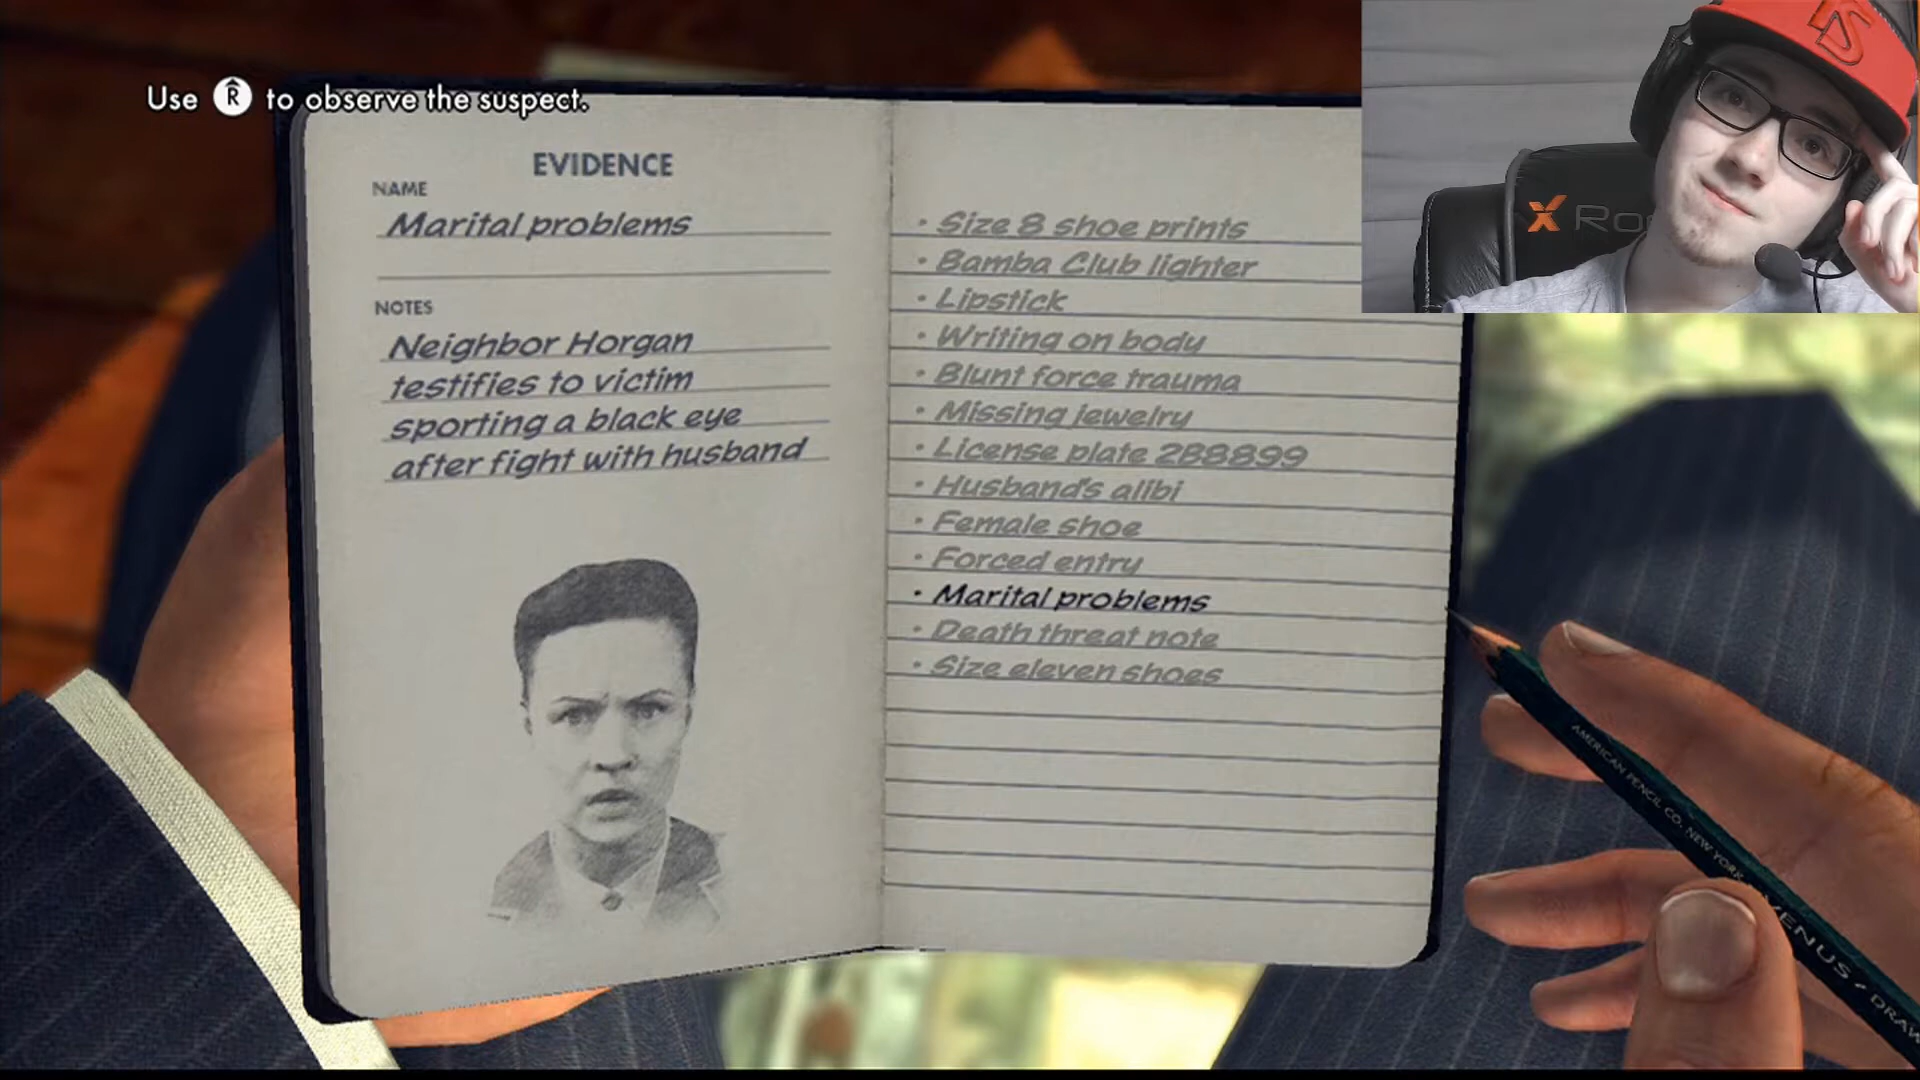 Use R to observe the suspect.
EVIDENCE
NAME
Marital problems
NOTES
Neighbor Horgan
testifies to victim
sporting a black eye
after fight with husband
• Size 8 shoe prints
• Bamba Club lighter
• Lipstick
• Writing on body
• Blunt force trauma
• Missing jewelry
• License plate 2B8899
• Husband's alibi
• Female shoe
• Forced entry
• Marital problems
• Death threat note
• Size eleven shoes
X Ro
AMERICAN PENCIL CO. NEW YORK
VENUS - DRAW